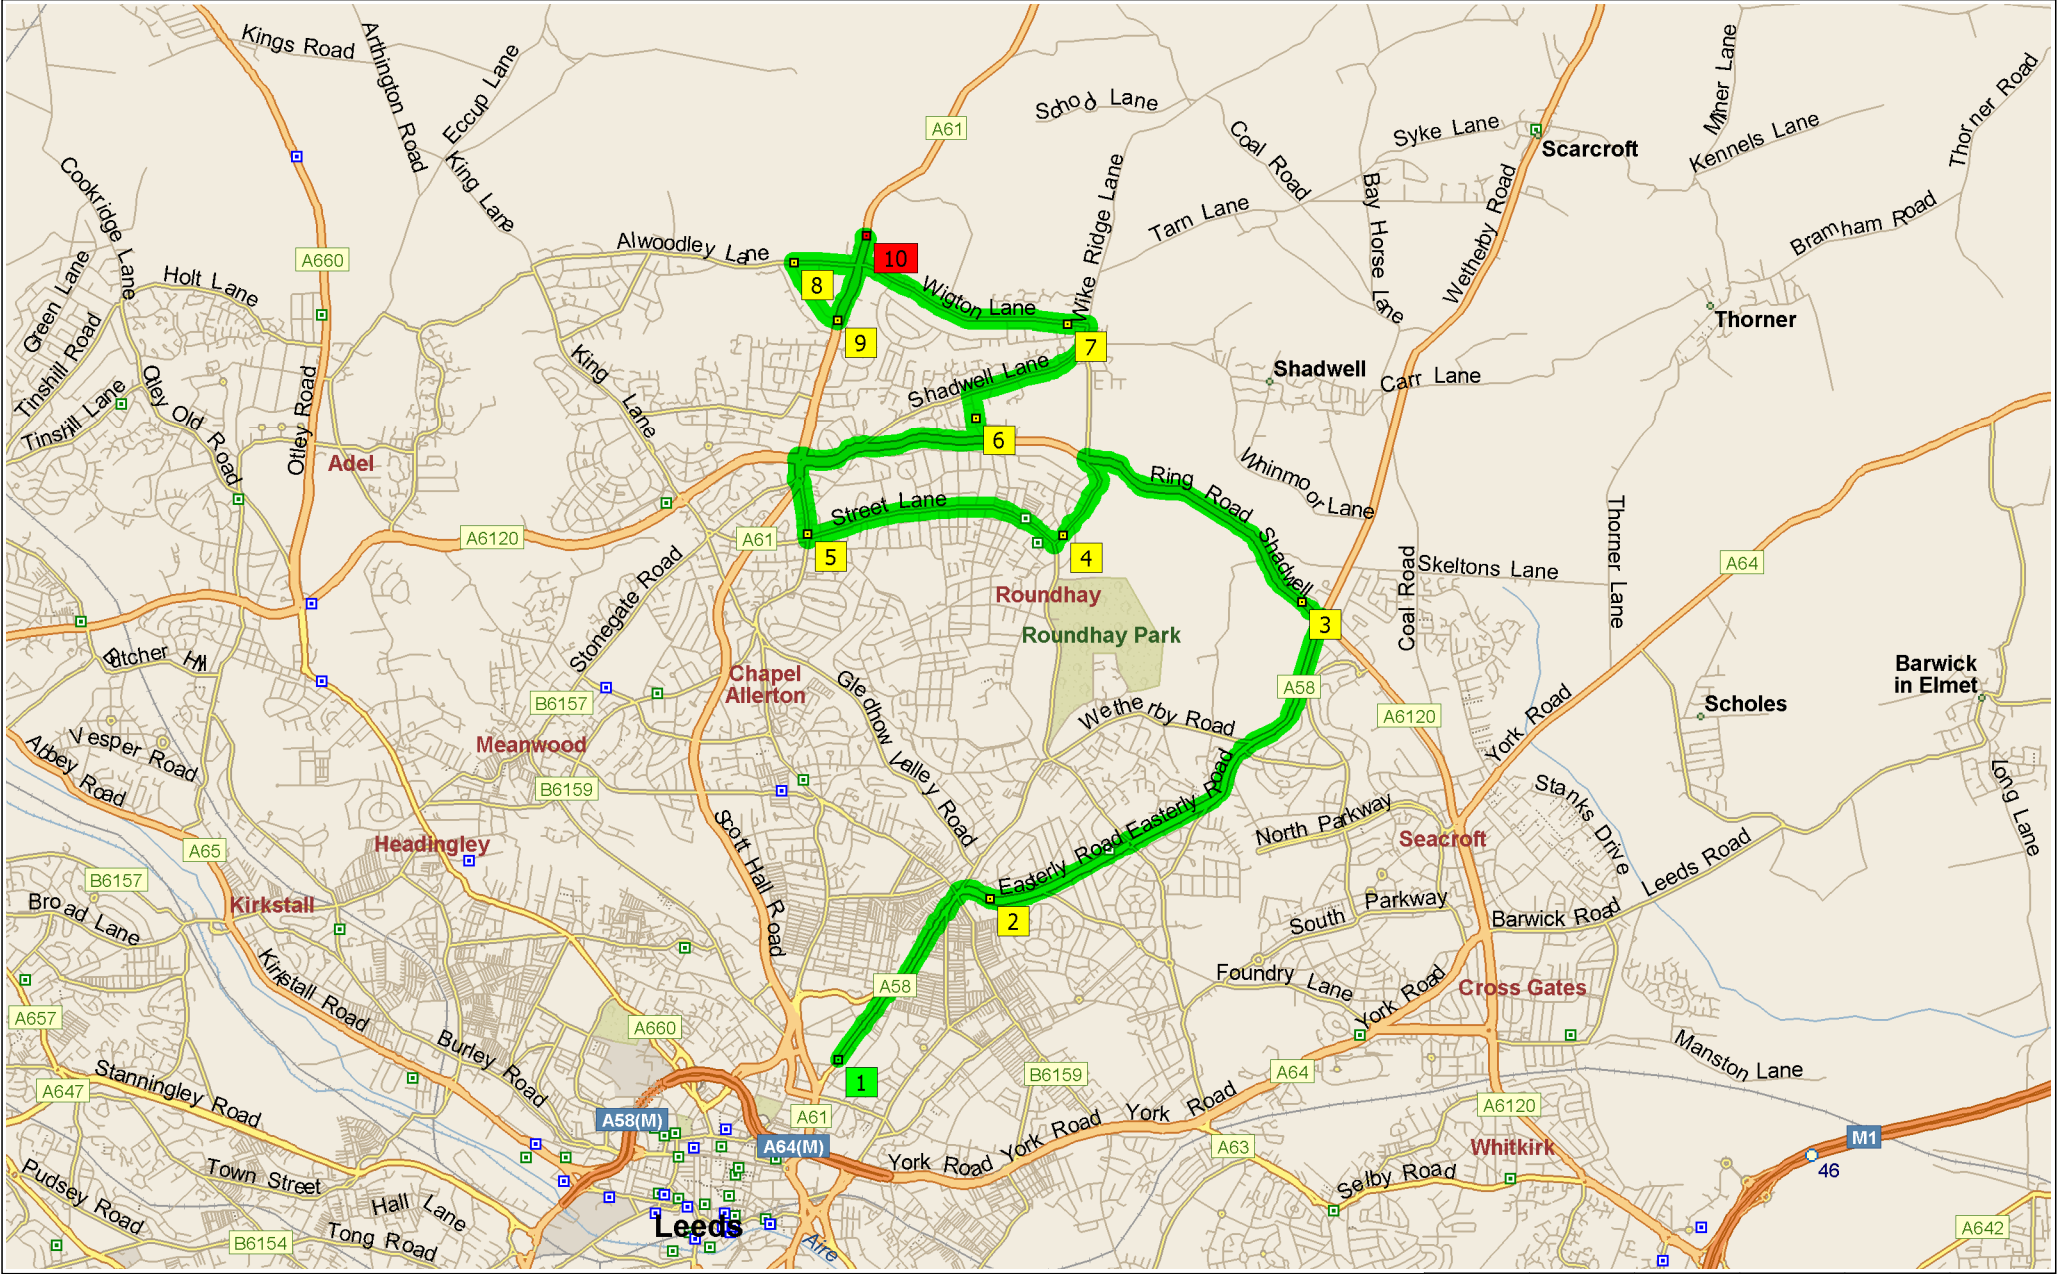 Kings Road
Arthington Road
Eccup Lane
King Lane
A61
School Lane
Coal Road
Syke Lane
Scarcroft
Miner Lane
Kennels Lane
Thorner Road
Cookridge Lane
A660
Holt Lane
Green Lane
Tinshill Road
Tinshill Lane
Otley Old Road
Otley Road
Adel
Alwoodley Lane
10
8
9
Wigton Lane
Wike Ridge Lane
7
Tarn Lane
Bay Horse Lane
Wetherby Road
Bramham Road
Thorner
Shadwell
Carr Lane
Shadwell Lane
King Lane
6
Ring Road Shadwell
Whinmoor Lane
Street Lane
5
4
A61
A6120
Stonegate Road
Roundhay
Roundhay Park
3
Coal Road
Skeltons Lane
Thorner Lane
A64
Butcher Hill
Vesper Road
Abbey Road
Chapel
Allerton
B6157
Meanwood
B6159
Gledhow Valley Road
Wetherby Road
A58
A6120
York Road
Scholes
Barwick
in Elmet
Long Lane
Stanks Drive
Leeds Road
Seacroft
North Parkway
Easterly Road
Easterly Road
Scott Hall Road
Headingley
A65
B6157
Broad Lane
Kirkstall
2
South Parkway
Barwick Road
Foundry Lane
York Road
Cross Gates
Manston Lane
Kirkstall Road
A657
A660
A58
Burley Road
1
B6159
A64
A647
Stanningley Road
A58(M)
A61
A64(M)
York Road
York Road
York Road
A6120
Whitkirk
M1
46
A63
Selby Road
Pudsey Road
Town Street
Hall Lane
Tong Road
B6154
Leeds
Aire
A642